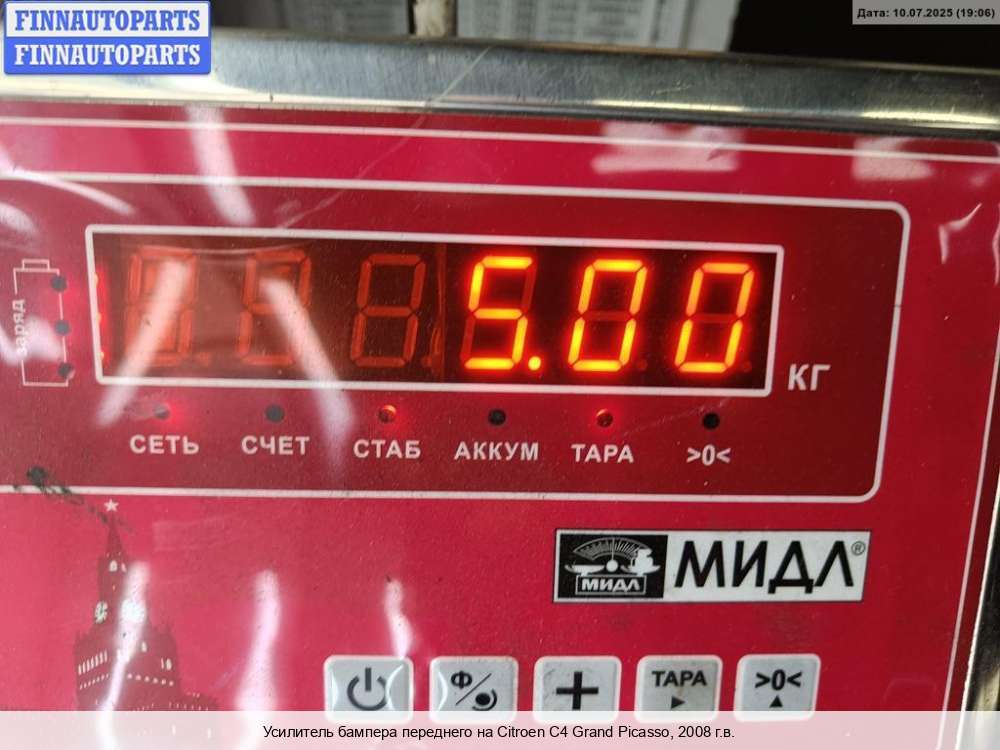 FINNAUTOPARTS
FINNAUTOPARTS
Дата: 10.07.2025 (19:06)
заряд
5.00
КГ
СЕТЬ СЧЕТ СТАБ АККУМ ТАРА >0<
МИДЛ МИДЛ®
Ф ТАРА >0<
Усилитель бампера переднего на Citroen C4 Grand Picasso, 2008 г.в.